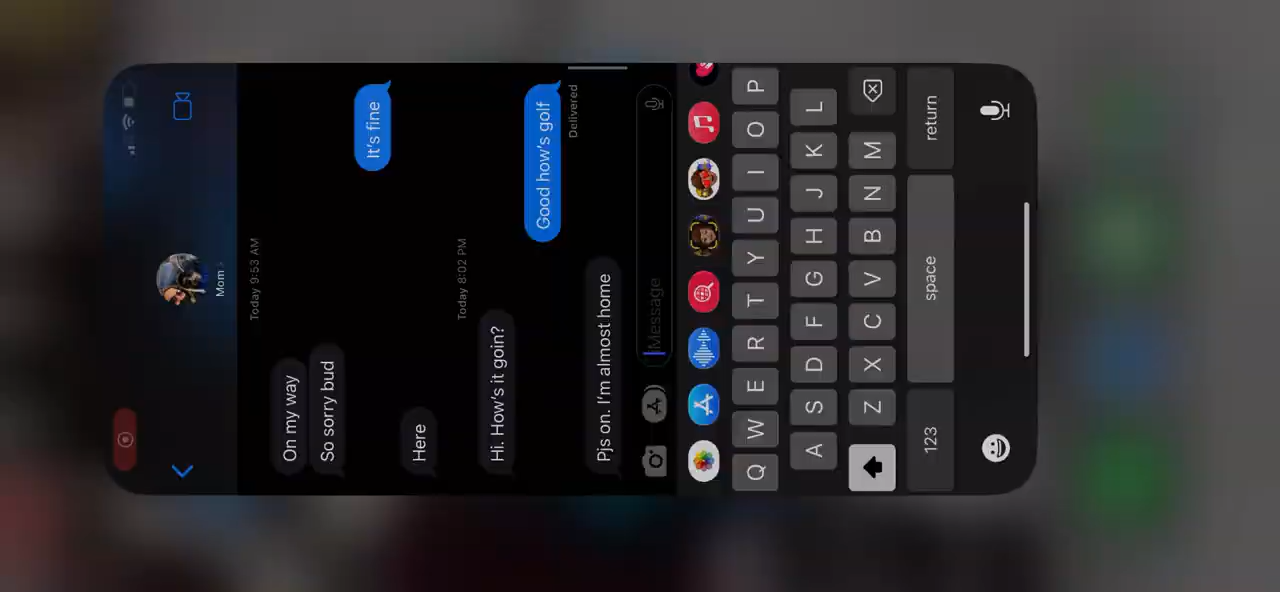 Mom
Today 9:53 AM
On my way
So sorry bud
It's fine
Here
Today 8:02 PM
Hi. How's it goin?
Good how's golf
Delivered
Pjs on. I'm almost home
iMessage
Q W E R T Y U I O P
A S D F G H J K L
Z X C V B N M
123 space return